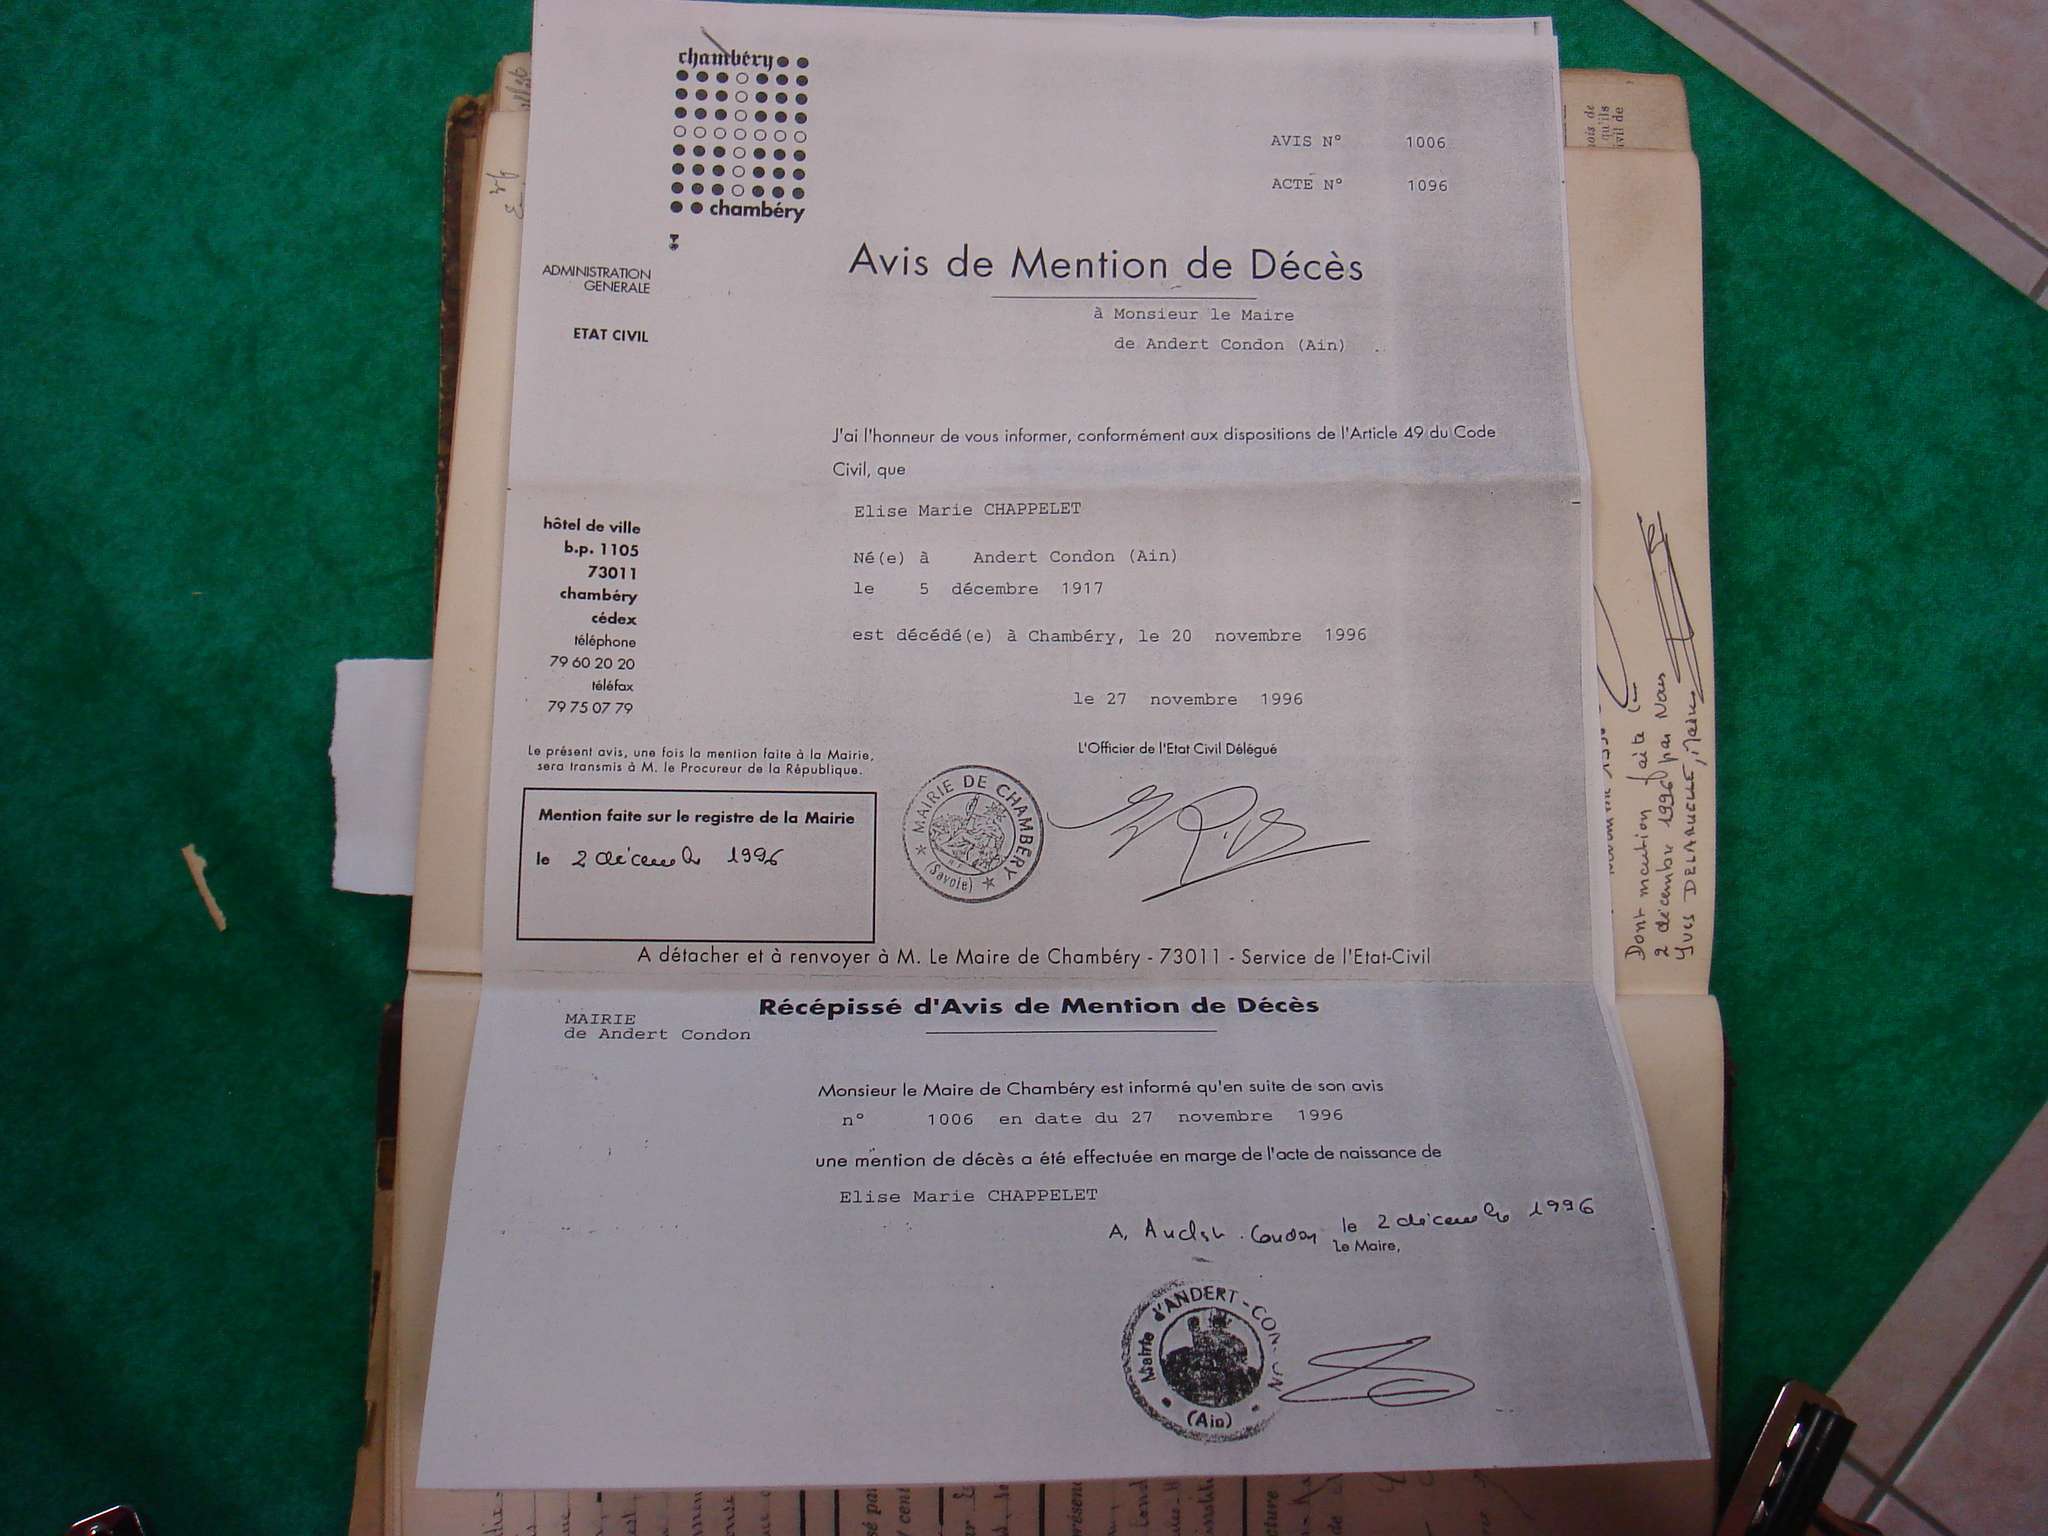 chambéry
chambéry
AVIS N° 1006
ACTE N° 1096
Avis de Mention de Décès
à Monsieur le Maire
de Andert Condon (Ain)
ADMINISTRATION
GENERALE
ETAT CIVIL
J'ai l'honneur de vous informer, conformément aux dispositions de l'Article 49 du Code
Civil, que
Elise Marie CHAPPELET
Né(e) à Andert Condon (Ain)
le 5 décembre 1917
est décédé(e) à Chambéry, le 20 novembre 1996
le 27 novembre 1996
L'Officier de l'Etat Civil Délégué
hôtel de ville
b.p. 1105
73011
chambéry
cédex
téléphone
79 60 20 20
téléfax
79 75 07 79
Le présent avis, une fois la mention faite à la Mairie,
sera transmis à M. le Procureur de la République.
Mention faite sur le registre de la Mairie
le 2 décembre 1996
MAIRIE DE CHAMBERY
(Savoie)
A détacher et à renvoyer à M. Le Maire de Chambéry - 73011 - Service de l'Etat-Civil
Récépissé d'Avis de Mention de Décès
MAIRIE
de Andert Condon
Monsieur le Maire de Chambéry est informé qu'en suite de son avis
n° 1006 en date du 27 novembre 1996
une mention de décès a été effectuée en marge de l'acte de naissance de
Elise Marie CHAPPELET
A, Andert-Condon le 2 décembre 1996
Le Maire,
Mairie d'ANDERT-CONDON
(Ain)
Dont mention faite le
2 décembre 1996 par Nous
Yves DELARUELLE, Maire
ois de
qu'ils
vil de